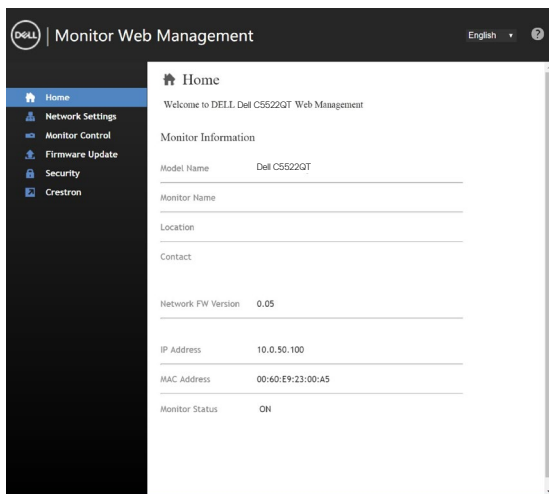 DELL | Monitor Web Management
English
?
Home
Network Settings
Monitor Control
Firmware Update
Security
Crestron
Home
Welcome to DELL Dell C5522QT Web Management
Monitor Information
Model Name Dell C5522QT
Monitor Name
Location
Contact
Network FW Version 0.05
IP Address 10.0.50.100
MAC Address 00:60:E9:23:00:A5
Monitor Status ON